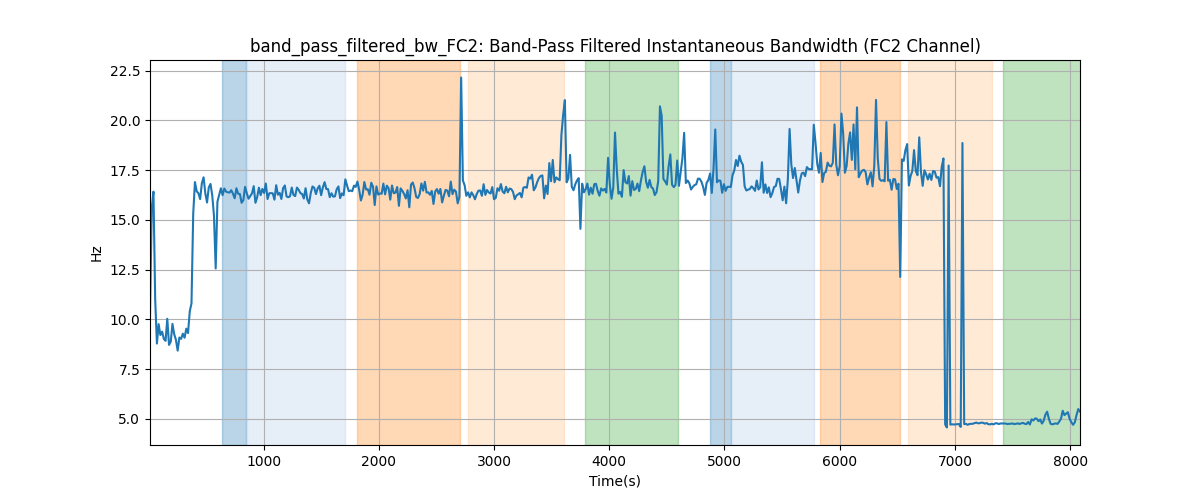 band_pass_filtered_bw_FC2: Band-Pass Filtered Instantaneous Bandwidth (FC2 Channel)
22.5
20.0
17.5
15.0
12.5
10.0
7.5
5.0
Hz
1000 2000 3000 4000 5000 6000 7000 8000
Time(s)